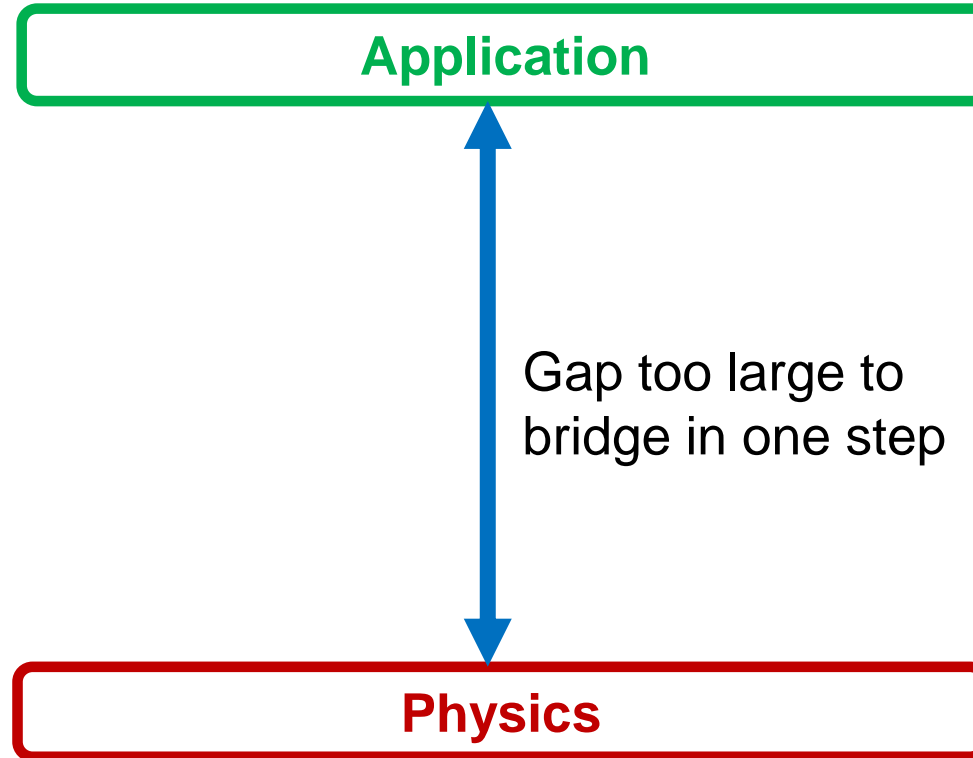 Application
Gap too large to
bridge in one step
Physics